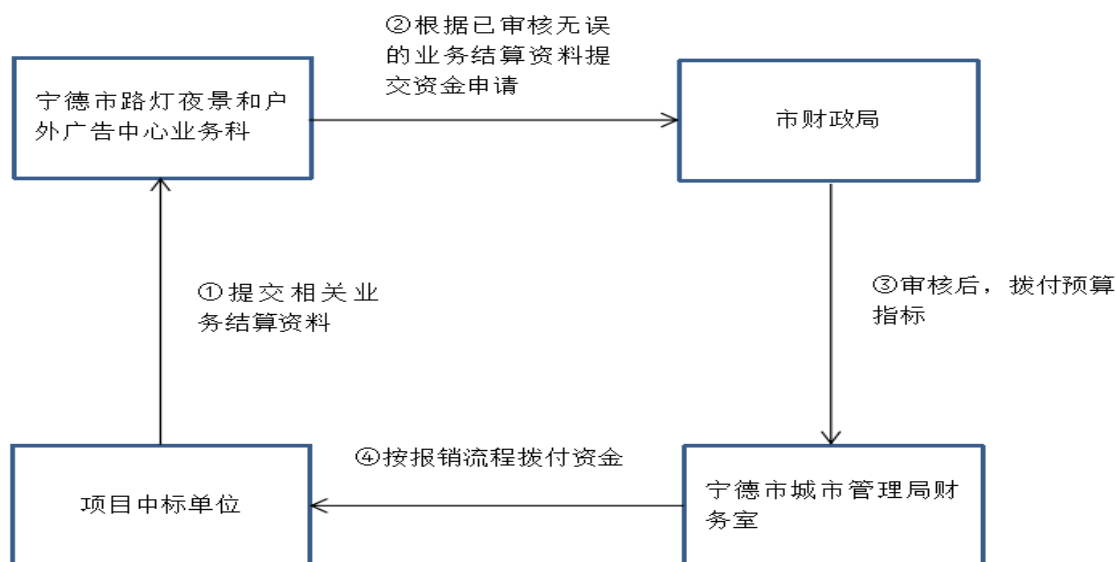 ②根据已审核无误
的业务结算资料提
交资金申请
宁德市路灯夜景和户
外广告中心业务科
市财政局
①提交相关业
务结算资料
③审核后，拨付预算
指标
④按报销流程拨付资金
项目中标单位
宁德市城市管理局财
务室